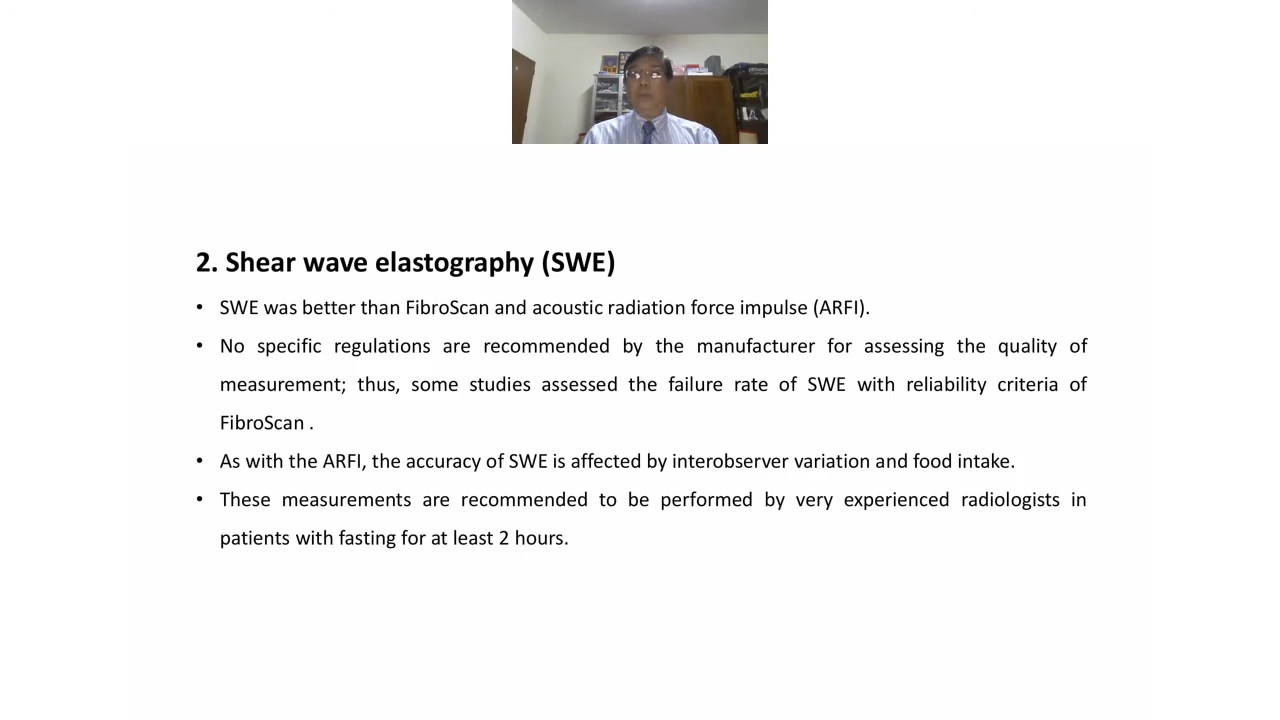 2. Shear wave elastography (SWE)
• SWE was better than FibroScan and acoustic radiation force impulse (ARFI).
• No specific regulations are recommended by the manufacturer for assessing the quality of
measurement; thus, some studies assessed the failure rate of SWE with reliability criteria of
FibroScan .
• As with the ARFI, the accuracy of SWE is affected by interobserver variation and food intake.
• These measurements are recommended to be performed by very experienced radiologists in
patients with fasting for at least 2 hours.